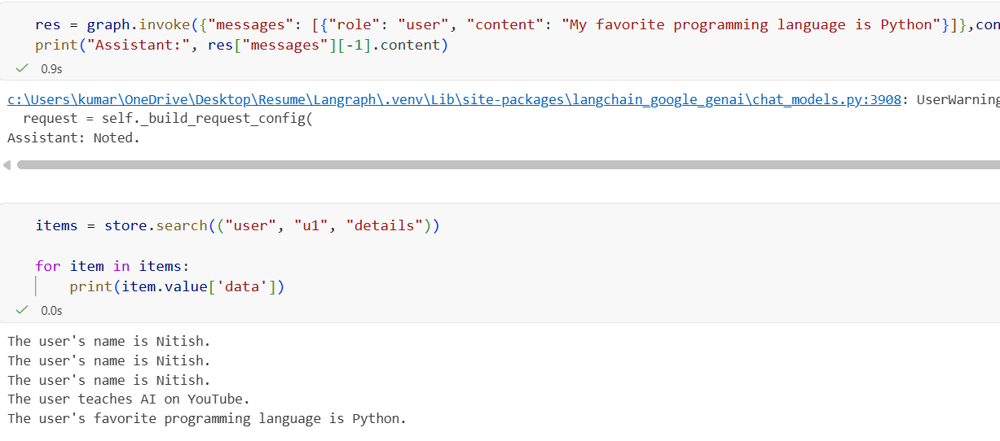 res = graph.invoke({"messages": [{"role": "user", "content": "My favorite programming language is Python"}]},con
print("Assistant:", res["messages"][-1].content)
0.9s
c:\Users\kumar\OneDrive\Desktop\Resume\Langraph\.venv\Lib\site-packages\langchain_google_genai\chat_models.py:3908: UserWarning
request = self._build_request_config(
Assistant: Noted.
items = store.search(("user", "u1", "details"))
for item in items:
print(item.value['data'])
0.0s
The user's name is Nitish.
The user's name is Nitish.
The user's name is Nitish.
The user teaches AI on YouTube.
The user's favorite programming language is Python.